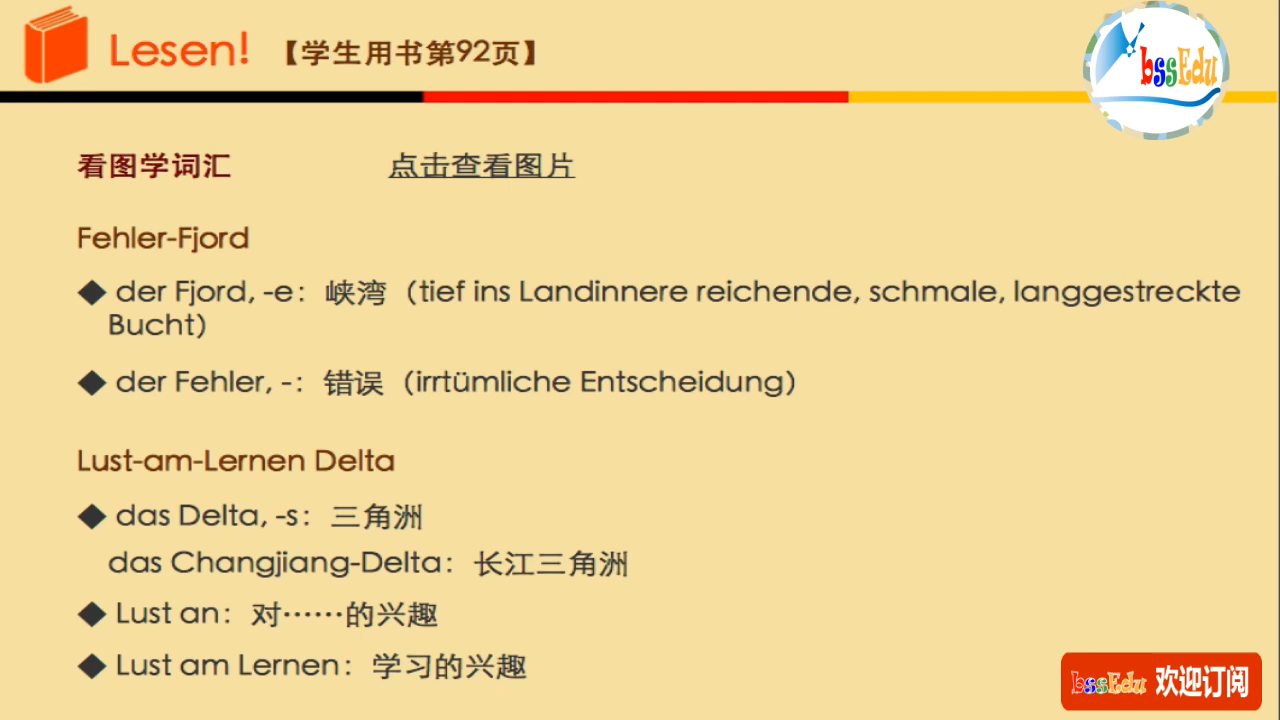 Lesen! 【学生用书第92页】
bssEdu
看图学词汇 点击查看图片
Fehler-Fjord
◆ der Fjord, -e：峡湾（tief ins Landinnere reichende, schmale, langgestreckte
Bucht）
◆ der Fehler, -：错误（irrtümliche Entscheidung）
Lust-am-Lernen Delta
◆ das Delta, -s：三角洲
das Changjiang-Delta：长江三角洲
◆ Lust an：对……的兴趣
◆ Lust am Lernen：学习的兴趣
bssEdu 欢迎订阅